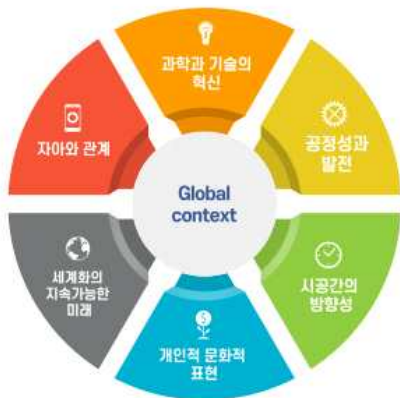 과학과 기술의
혁신
공정성과
발전
시공간의
방향성
개인적 문화적
표현
세계화의
지속가능한
미래
자아와 관계
Global
context